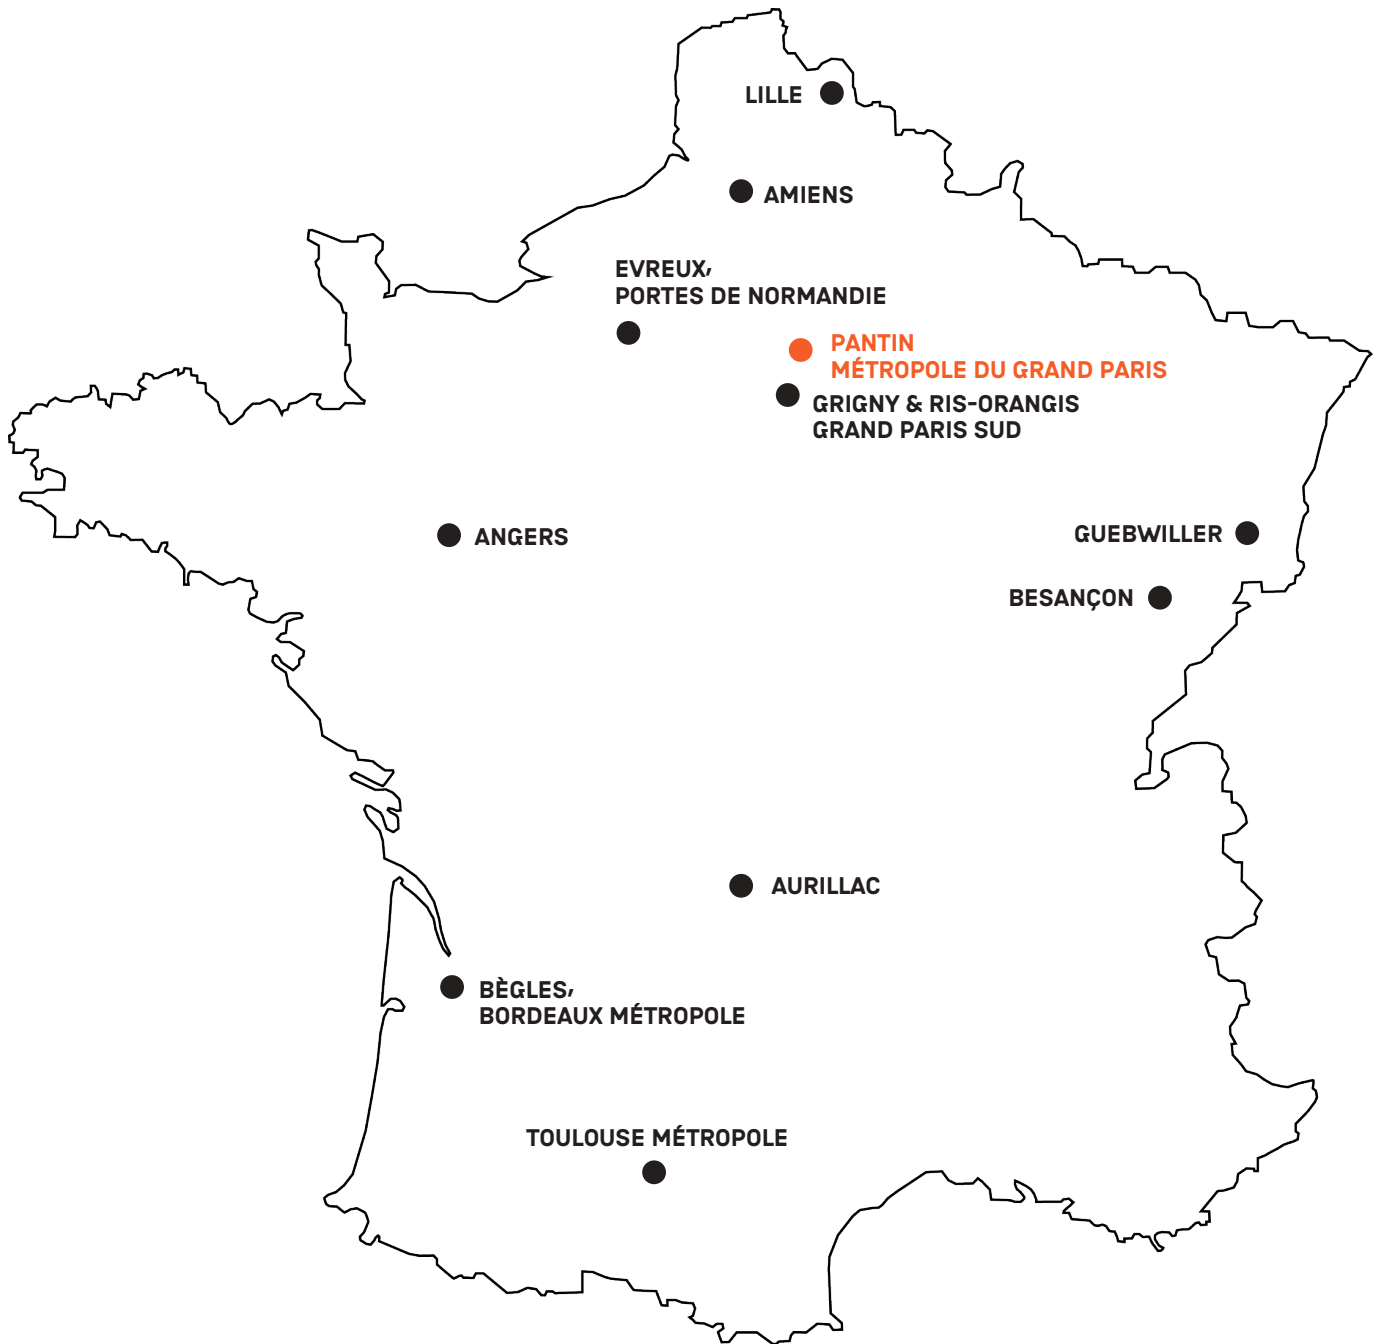 LILLE
AMIENS
EVREUX,
PORTES DE NORMANDIE
PANTIN
MÉTROPOLE DU GRAND PARIS
GRIGNY & RIS-ORANGIS
GRAND PARIS SUD
ANGERS
GUEBWILLER
BESANÇON
AURILLAC
BÈGLES,
BORDEAUX MÉTROPOLE
TOULOUSE MÉTROPOLE